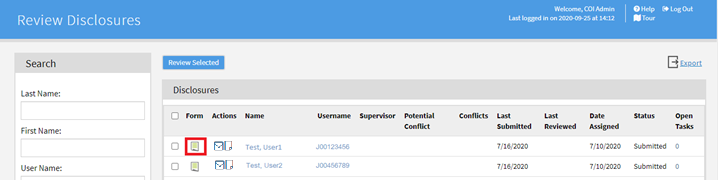 Review Disclosures
Welcome, COI Admin
Last logged in on 2020-09-25 at 14:12
Help
Log Out
Tour
Search
Last Name:
First Name:
User Name:
Review Selected
Export
Disclosures
Form Actions Name Username Supervisor Potential Conflict Conflicts Last Submitted Last Reviewed Date Assigned Status Open Tasks
Test, User1 J00123456 7/16/2020 7/10/2020 Submitted 0
Test, User2 J00456789 7/16/2020 7/10/2020 Submitted 0